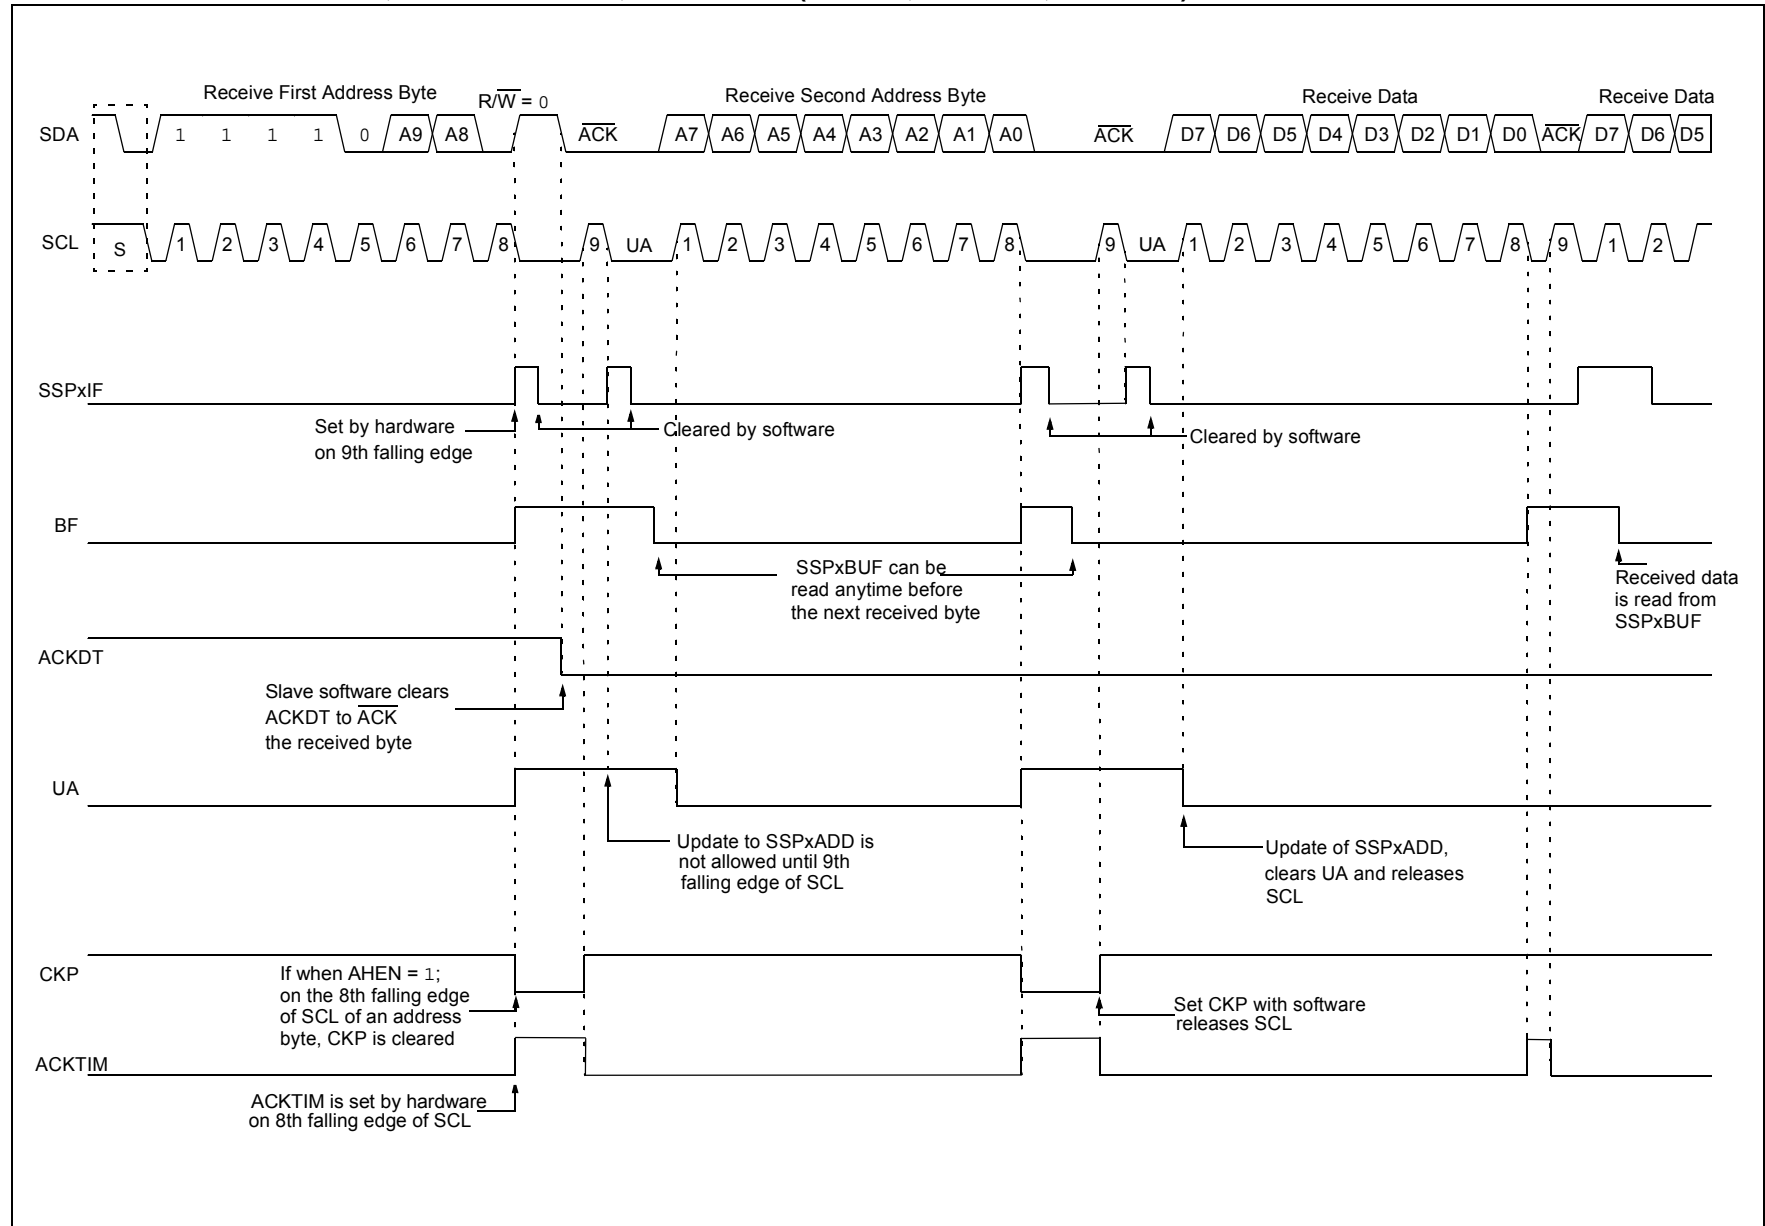 Receive First Address Byte
R/W = 0
Receive Second Address Byte
Receive Data
Receive Data
SDA
1 1 1 1 0 A9 A8 ACK A7 A6 A5 A4 A3 A2 A1 A0 ACK D7 D6 D5 D4 D3 D2 D1 D0 ACK D7 D6 D5
SCL
S 1 2 3 4 5 6 7 8 9 UA 1 2 3 4 5 6 7 8 9 UA 1 2 3 4 5 6 7 8 9 1 2
SSPxIF
Set by hardware
on 9th falling edge
Cleared by software
Cleared by software
BF
SSPxBUF can be
read anytime before
the next received byte
Received data
is read from
SSPxBUF
ACKDT
Slave software clears
ACKDT to ACK
the received byte
UA
Update to SSPxADD is
not allowed until 9th
falling edge of SCL
Update of SSPxADD,
clears UA and releases
SCL
CKP
If when AHEN = 1;
on the 8th falling edge
of SCL of an address
byte, CKP is cleared
Set CKP with software
releases SCL
ACKTIM
ACKTIM is set by hardware
on 8th falling edge of SCL